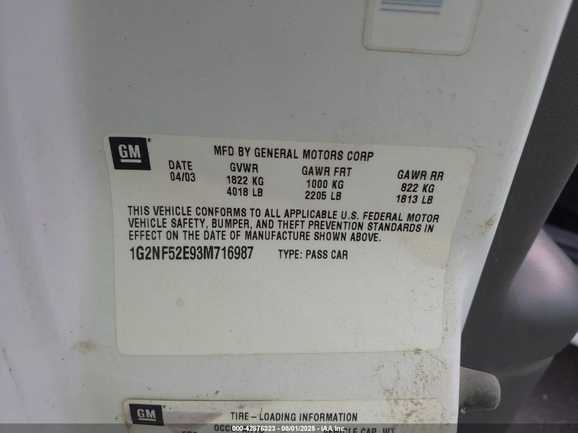 GM
MFD BY GENERAL MOTORS CORP
DATE GVWR GAWR FRT GAWR RR
04/03 1822 KG 1000 KG 822 KG
4018 LB 2205 LB 1813 LB
THIS VEHICLE CONFORMS TO ALL APPLICABLE U.S. FEDERAL MOTOR
VEHICLE SAFETY, BUMPER, AND THEFT PREVENTION STANDARDS IN
EFFECT ON THE DATE OF MANUFACTURE SHOWN ABOVE.
1G2NF52E93M716987 TYPE: PASS CAR
GM
TIRE-LOADING INFORMATION